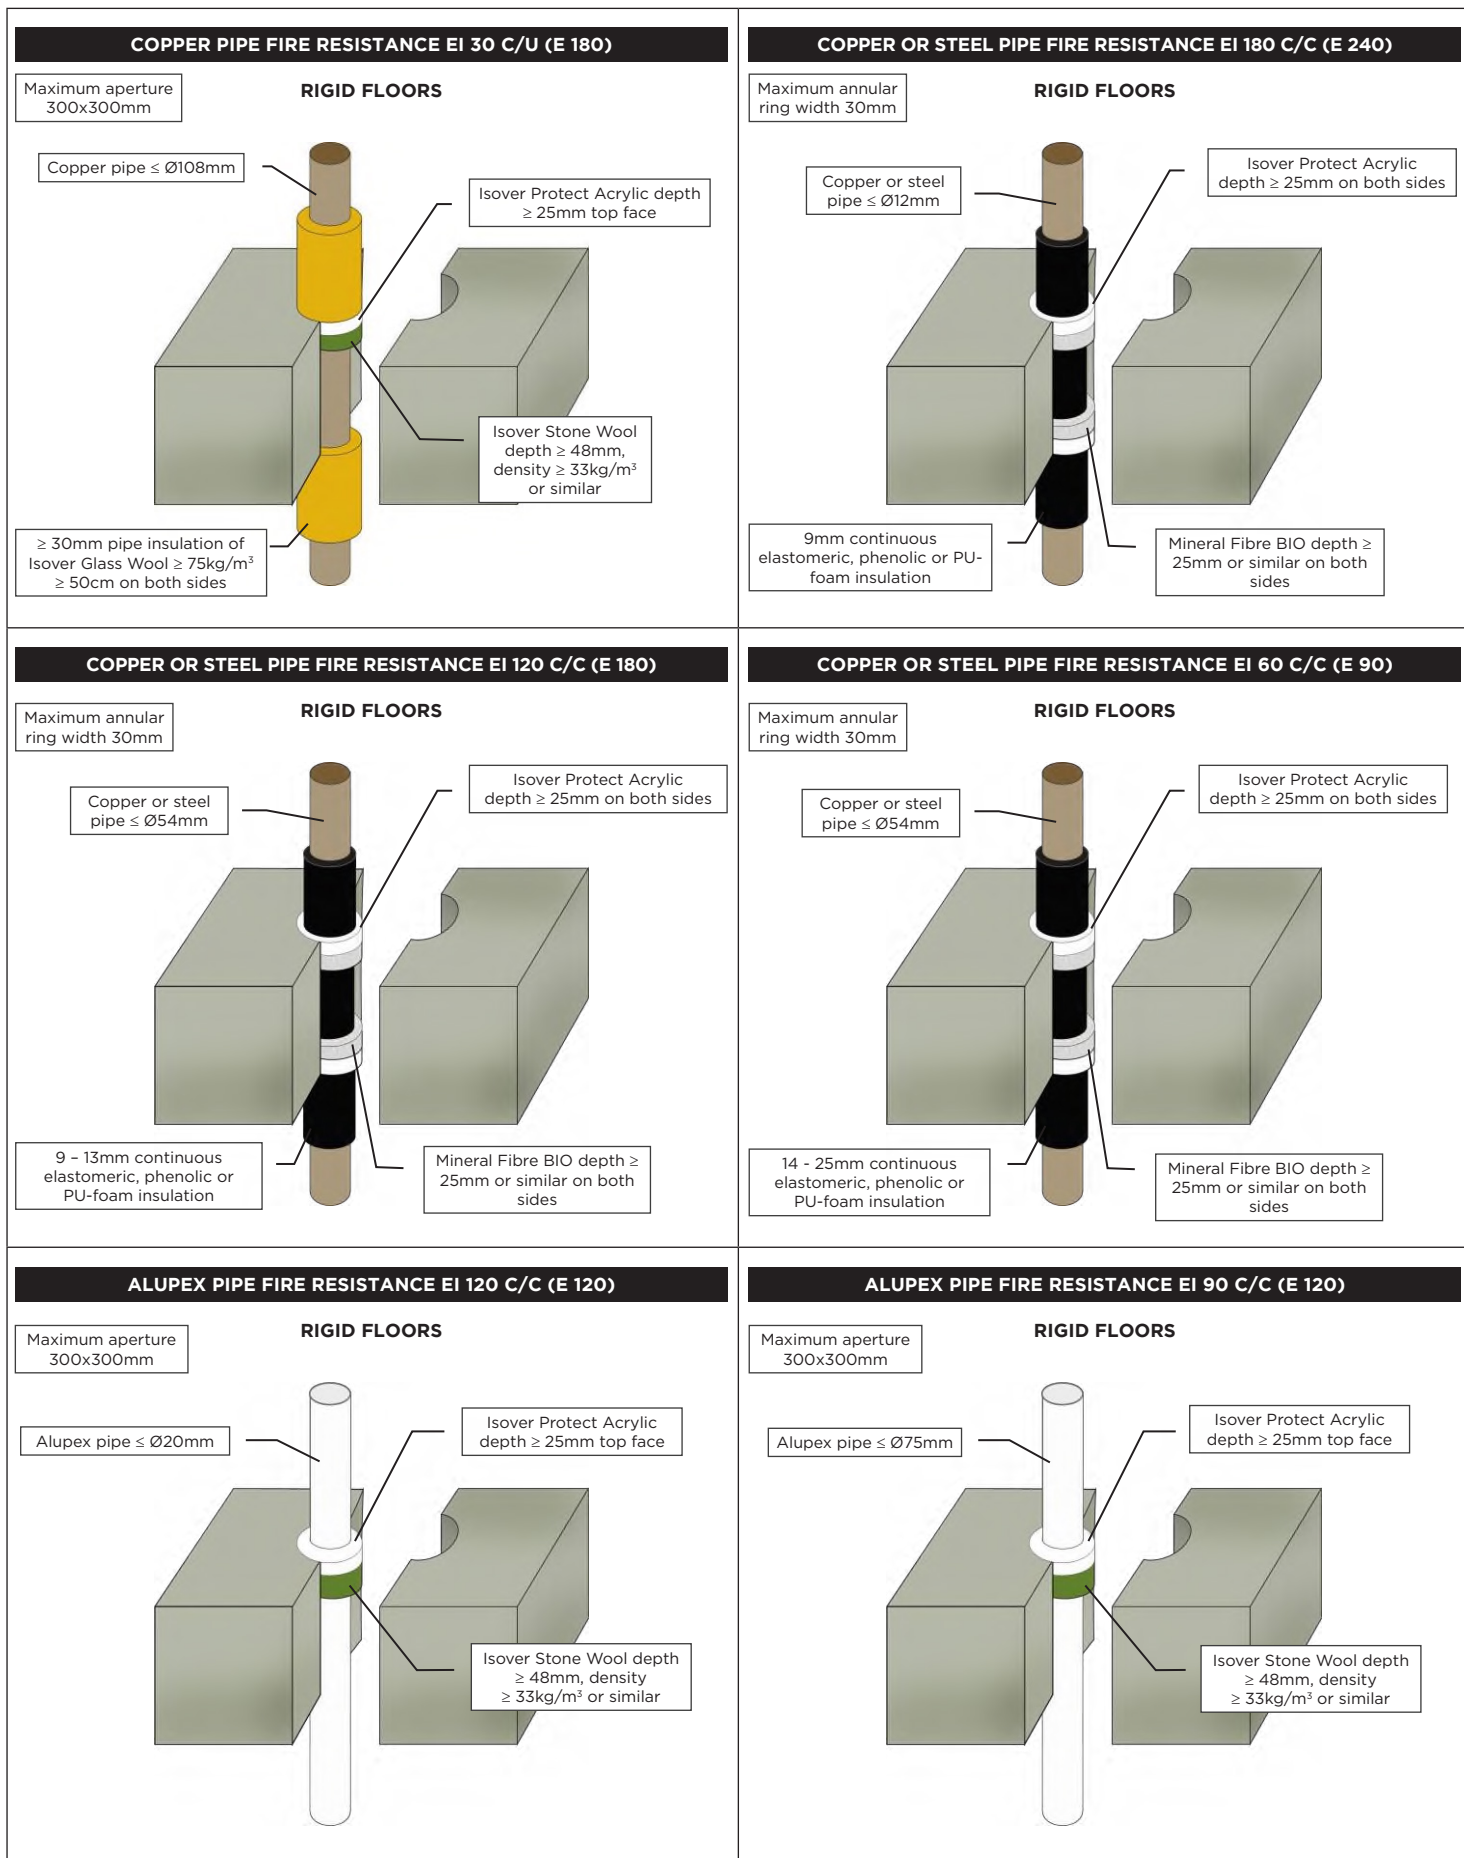 COPPER PIPE FIRE RESISTANCE EI 30 C/U (E 180)
Maximum aperture
300x300mm
RIGID FLOORS
Copper pipe ≤ Ø108mm
Isover Protect Acrylic depth
≥ 25mm top face
Isover Stone Wool
depth ≥ 48mm,
density ≥ 33kg/m³
or similar
≥ 30mm pipe insulation of
Isover Glass Wool ≥ 75kg/m³
≥ 50cm on both sides
COPPER OR STEEL PIPE FIRE RESISTANCE EI 180 C/C (E 240)
Maximum annular
ring width 30mm
RIGID FLOORS
Copper or steel
pipe ≤ Ø12mm
Isover Protect Acrylic
depth ≥ 25mm on both sides
9mm continuous
elastomeric, phenolic or PU-
foam insulation
Mineral Fibre BIO depth ≥
25mm or similar on both
sides
COPPER OR STEEL PIPE FIRE RESISTANCE EI 120 C/C (E 180)
Maximum annular
ring width 30mm
RIGID FLOORS
Copper or steel
pipe ≤ Ø54mm
Isover Protect Acrylic
depth ≥ 25mm on both sides
9 – 13mm continuous
elastomeric, phenolic or
PU-foam insulation
Mineral Fibre BIO depth ≥
25mm or similar on both
sides
COPPER OR STEEL PIPE FIRE RESISTANCE EI 60 C/C (E 90)
Maximum annular
ring width 30mm
RIGID FLOORS
Copper or steel
pipe ≤ Ø54mm
Isover Protect Acrylic
depth ≥ 25mm on both sides
14 - 25mm continuous
elastomeric, phenolic or
PU-foam insulation
Mineral Fibre BIO depth ≥
25mm or similar on both
sides
ALUPEX PIPE FIRE RESISTANCE EI 120 C/C (E 120)
Maximum aperture
300x300mm
RIGID FLOORS
Alupex pipe ≤ Ø20mm
Isover Protect Acrylic
depth ≥ 25mm top face
Isover Stone Wool depth
≥ 48mm, density
≥ 33kg/m³ or similar
ALUPEX PIPE FIRE RESISTANCE EI 90 C/C (E 120)
Maximum aperture
300x300mm
RIGID FLOORS
Alupex pipe ≤ Ø75mm
Isover Protect Acrylic
depth ≥ 25mm top face
Isover Stone Wool depth
≥ 48mm, density
≥ 33kg/m³ or similar